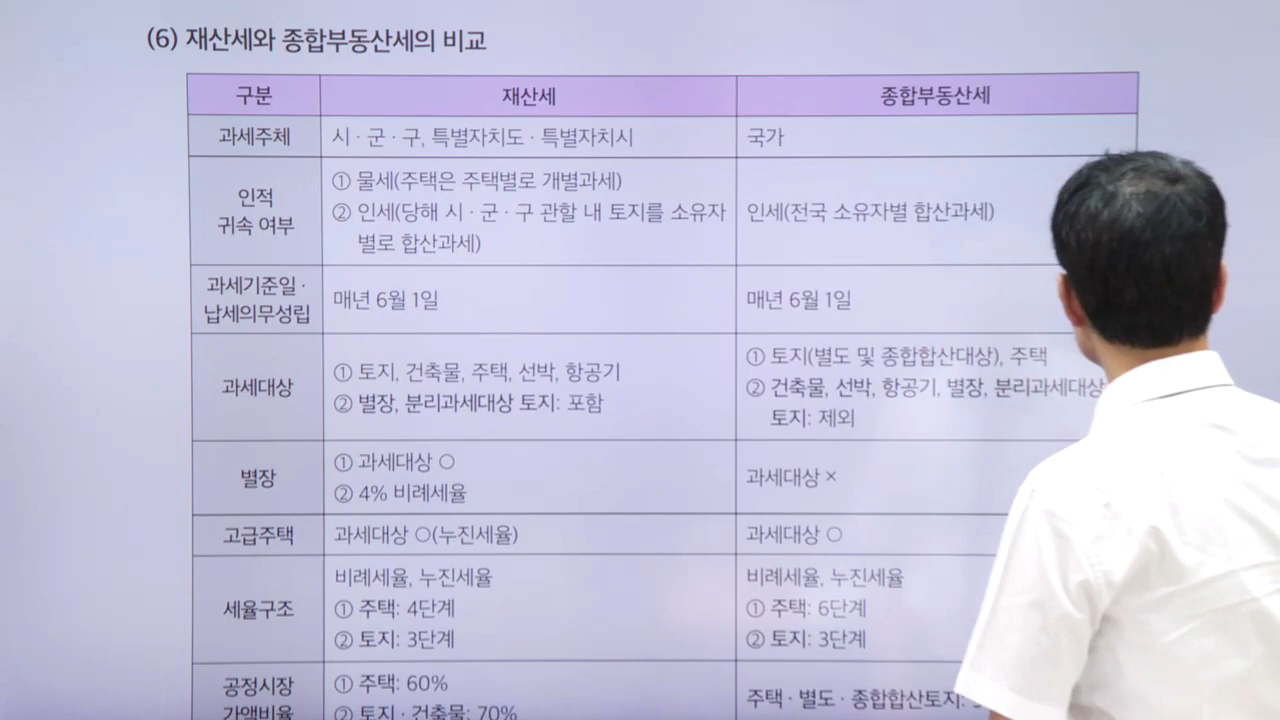 (6) 재산세와 종합부동산세의 비교
구분 재산세 종합부동산세
과세주체 시·군·구, 특별자치도·특별자치시 국가
인적
귀속 여부
① 물세(주택은 주택별로 개별과세)
② 인세(당해 시·군·구 관할 내 토지를 소유자
별로 합산과세)
인세(전국 소유자별 합산과세)
과세기준일·
납세의무성립
매년 6월 1일
매년 6월 1일
과세대상
① 토지, 건축물, 주택, 선박, 항공기
② 별장, 분리과세대상 토지: 포함
① 토지(별도 및 종합합산대상), 주택
② 건축물, 선박, 항공기, 별장, 분리과세대상
토지: 제외
별장
① 과세대상 ○
② 4% 비례세율
과세대상 ×
고급주택 과세대상 ○(누진세율) 과세대상 ○
세율구조
비례세율, 누진세율
① 주택: 4단계
② 토지: 3단계
비례세율, 누진세율
① 주택: 6단계
② 토지: 3단계
공정시장
가액비율
① 주택: 60%
② 토지·건축물: 70%
주택·별도·종합합산토지: